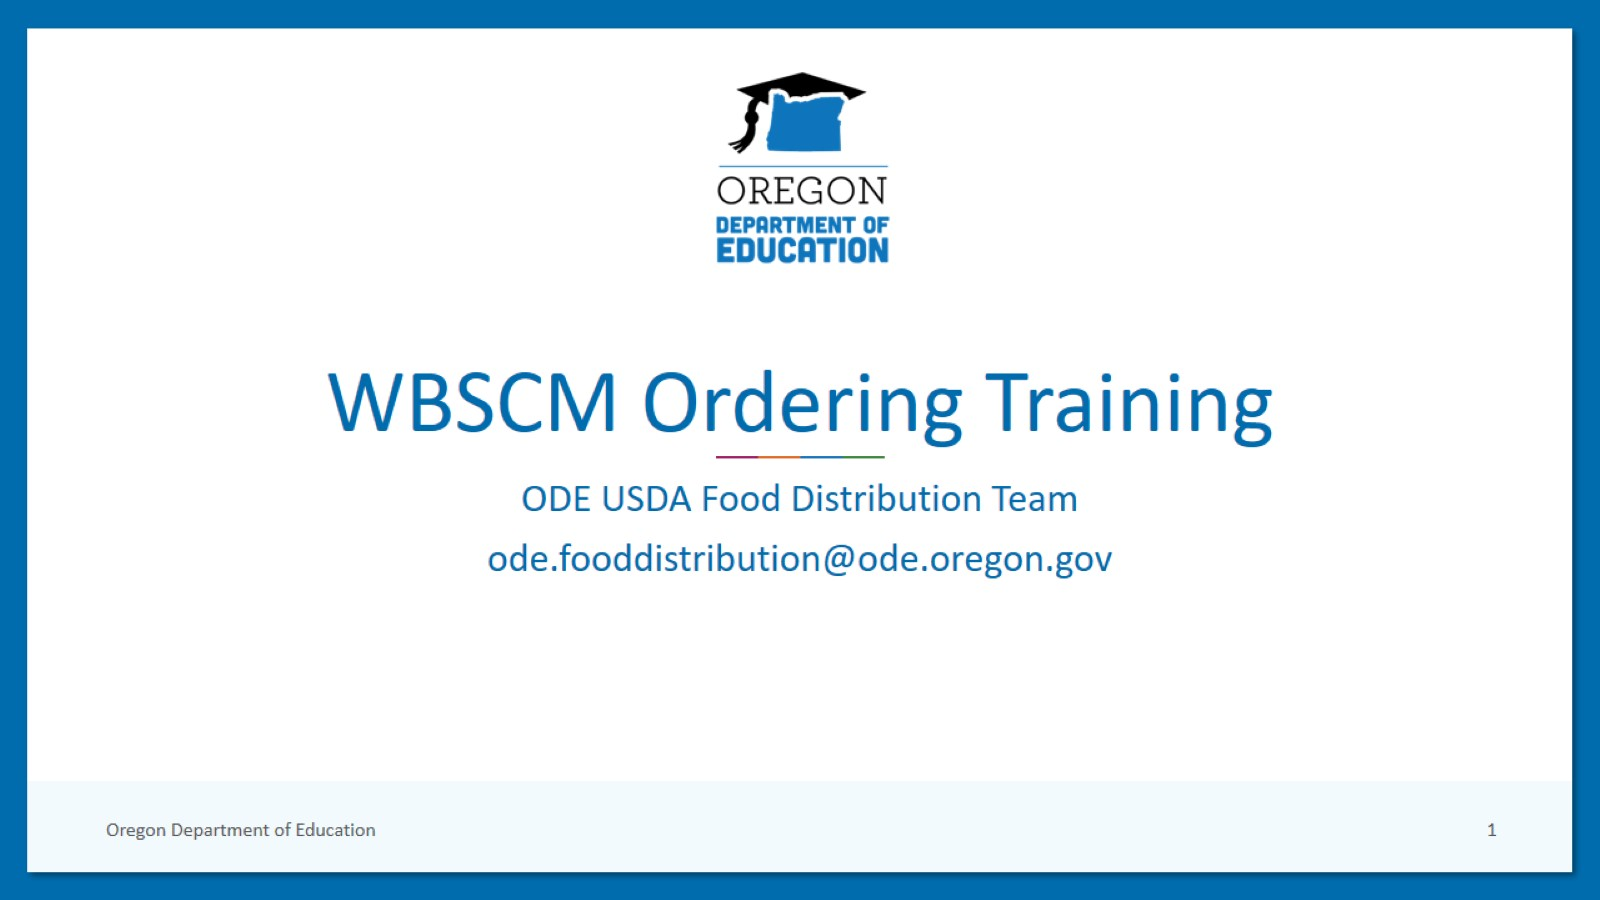 OREGON
DEPARTMENT OF
EDUCATION
WBSCM Ordering Training
ODE USDA Food Distribution Team
ode.fooddistribution@ode.oregon.gov
Oregon Department of Education
1